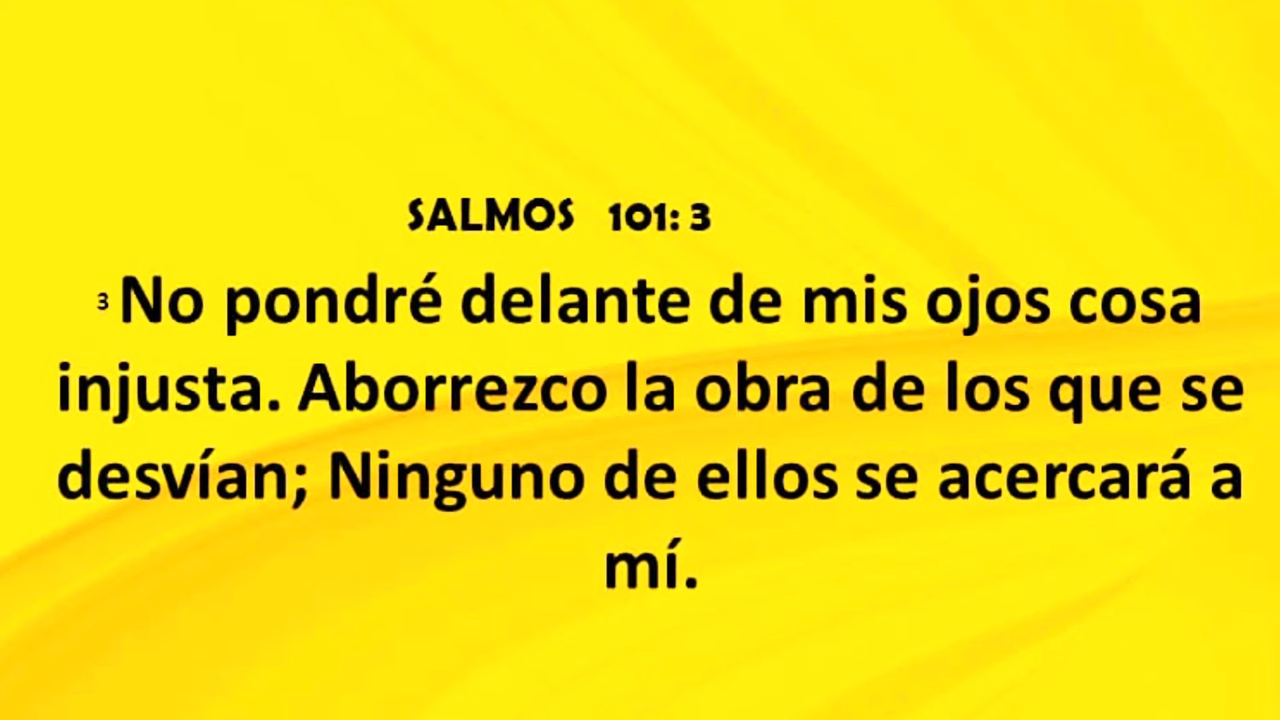 SALMOS 101: 3
3 No pondré delante de mis ojos cosa
injusta. Aborrezco la obra de los que se
desvían; Ninguno de ellos se acercará a
mí.